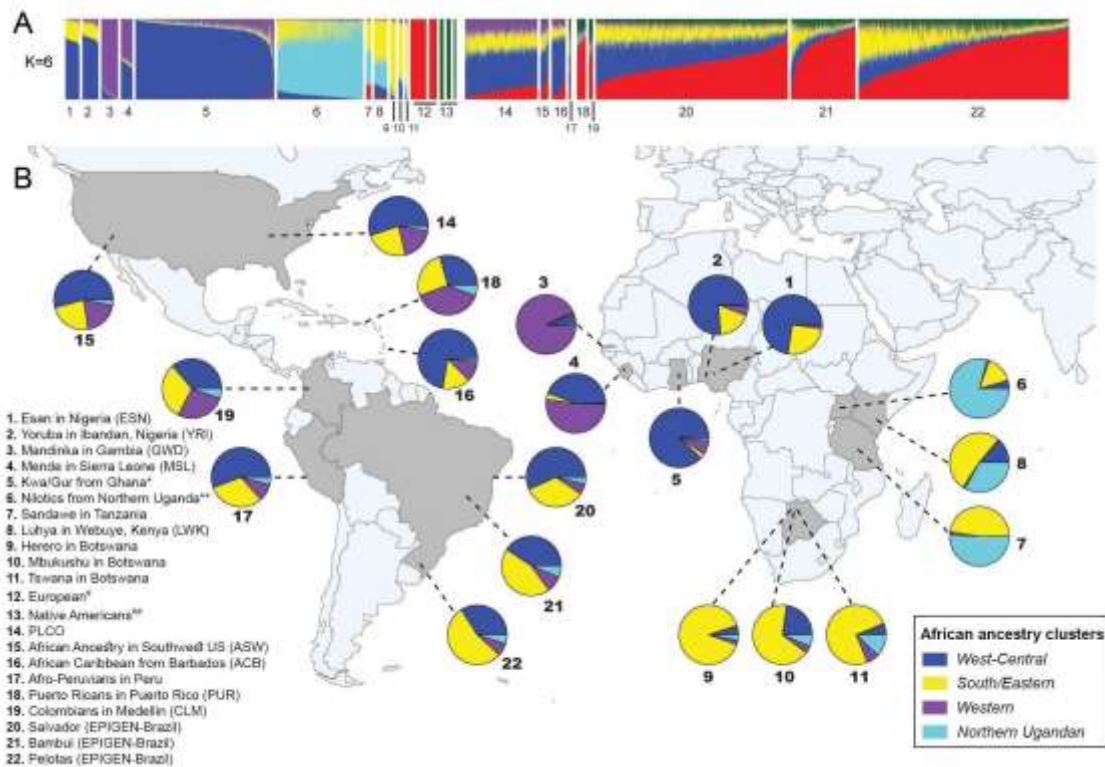 A
K=6
1 2 3 4 5 6 7 8 9 10 11 12 13 14 15 16 17 18 19 20 21 22
B
14
2
1
18
3
15
4
16
6
19
5
8
17
20
7
21
22
9
10
11
1. Esan in Nigeria (ESN)
2. Yoruba in Ibandan, Nigeria (YRI)
3. Mandinka in Gambia (GWD)
4. Mende in Sierra Leone (MSL)
5. Kwa/Gur from Ghana*
6. Nilotics from Northern Uganda**
7. Sandawe in Tanzania
8. Luhya in Webuye, Kenya (LWK)
9. Herero in Botswana
10. Mbukushu in Botswana
11. Tswana in Botswana
12. European#
13. Native Americans##
14. PLCO
15. African Ancestry in Southwest US (ASW)
16. African Caribbean from Barbados (ACB)
17. Afro-Peruvians in Peru
18. Puerto Ricans in Puerto Rico (PUR)
19. Colombians in Medellin (CLM)
20. Salvador (EPIGEN-Brazil)
21. Bambui (EPIGEN-Brazil)
22. Pelotas (EPIGEN-Brazil)
African ancestry clusters
West-Central
South/Eastern
Western
Northern Ugandan